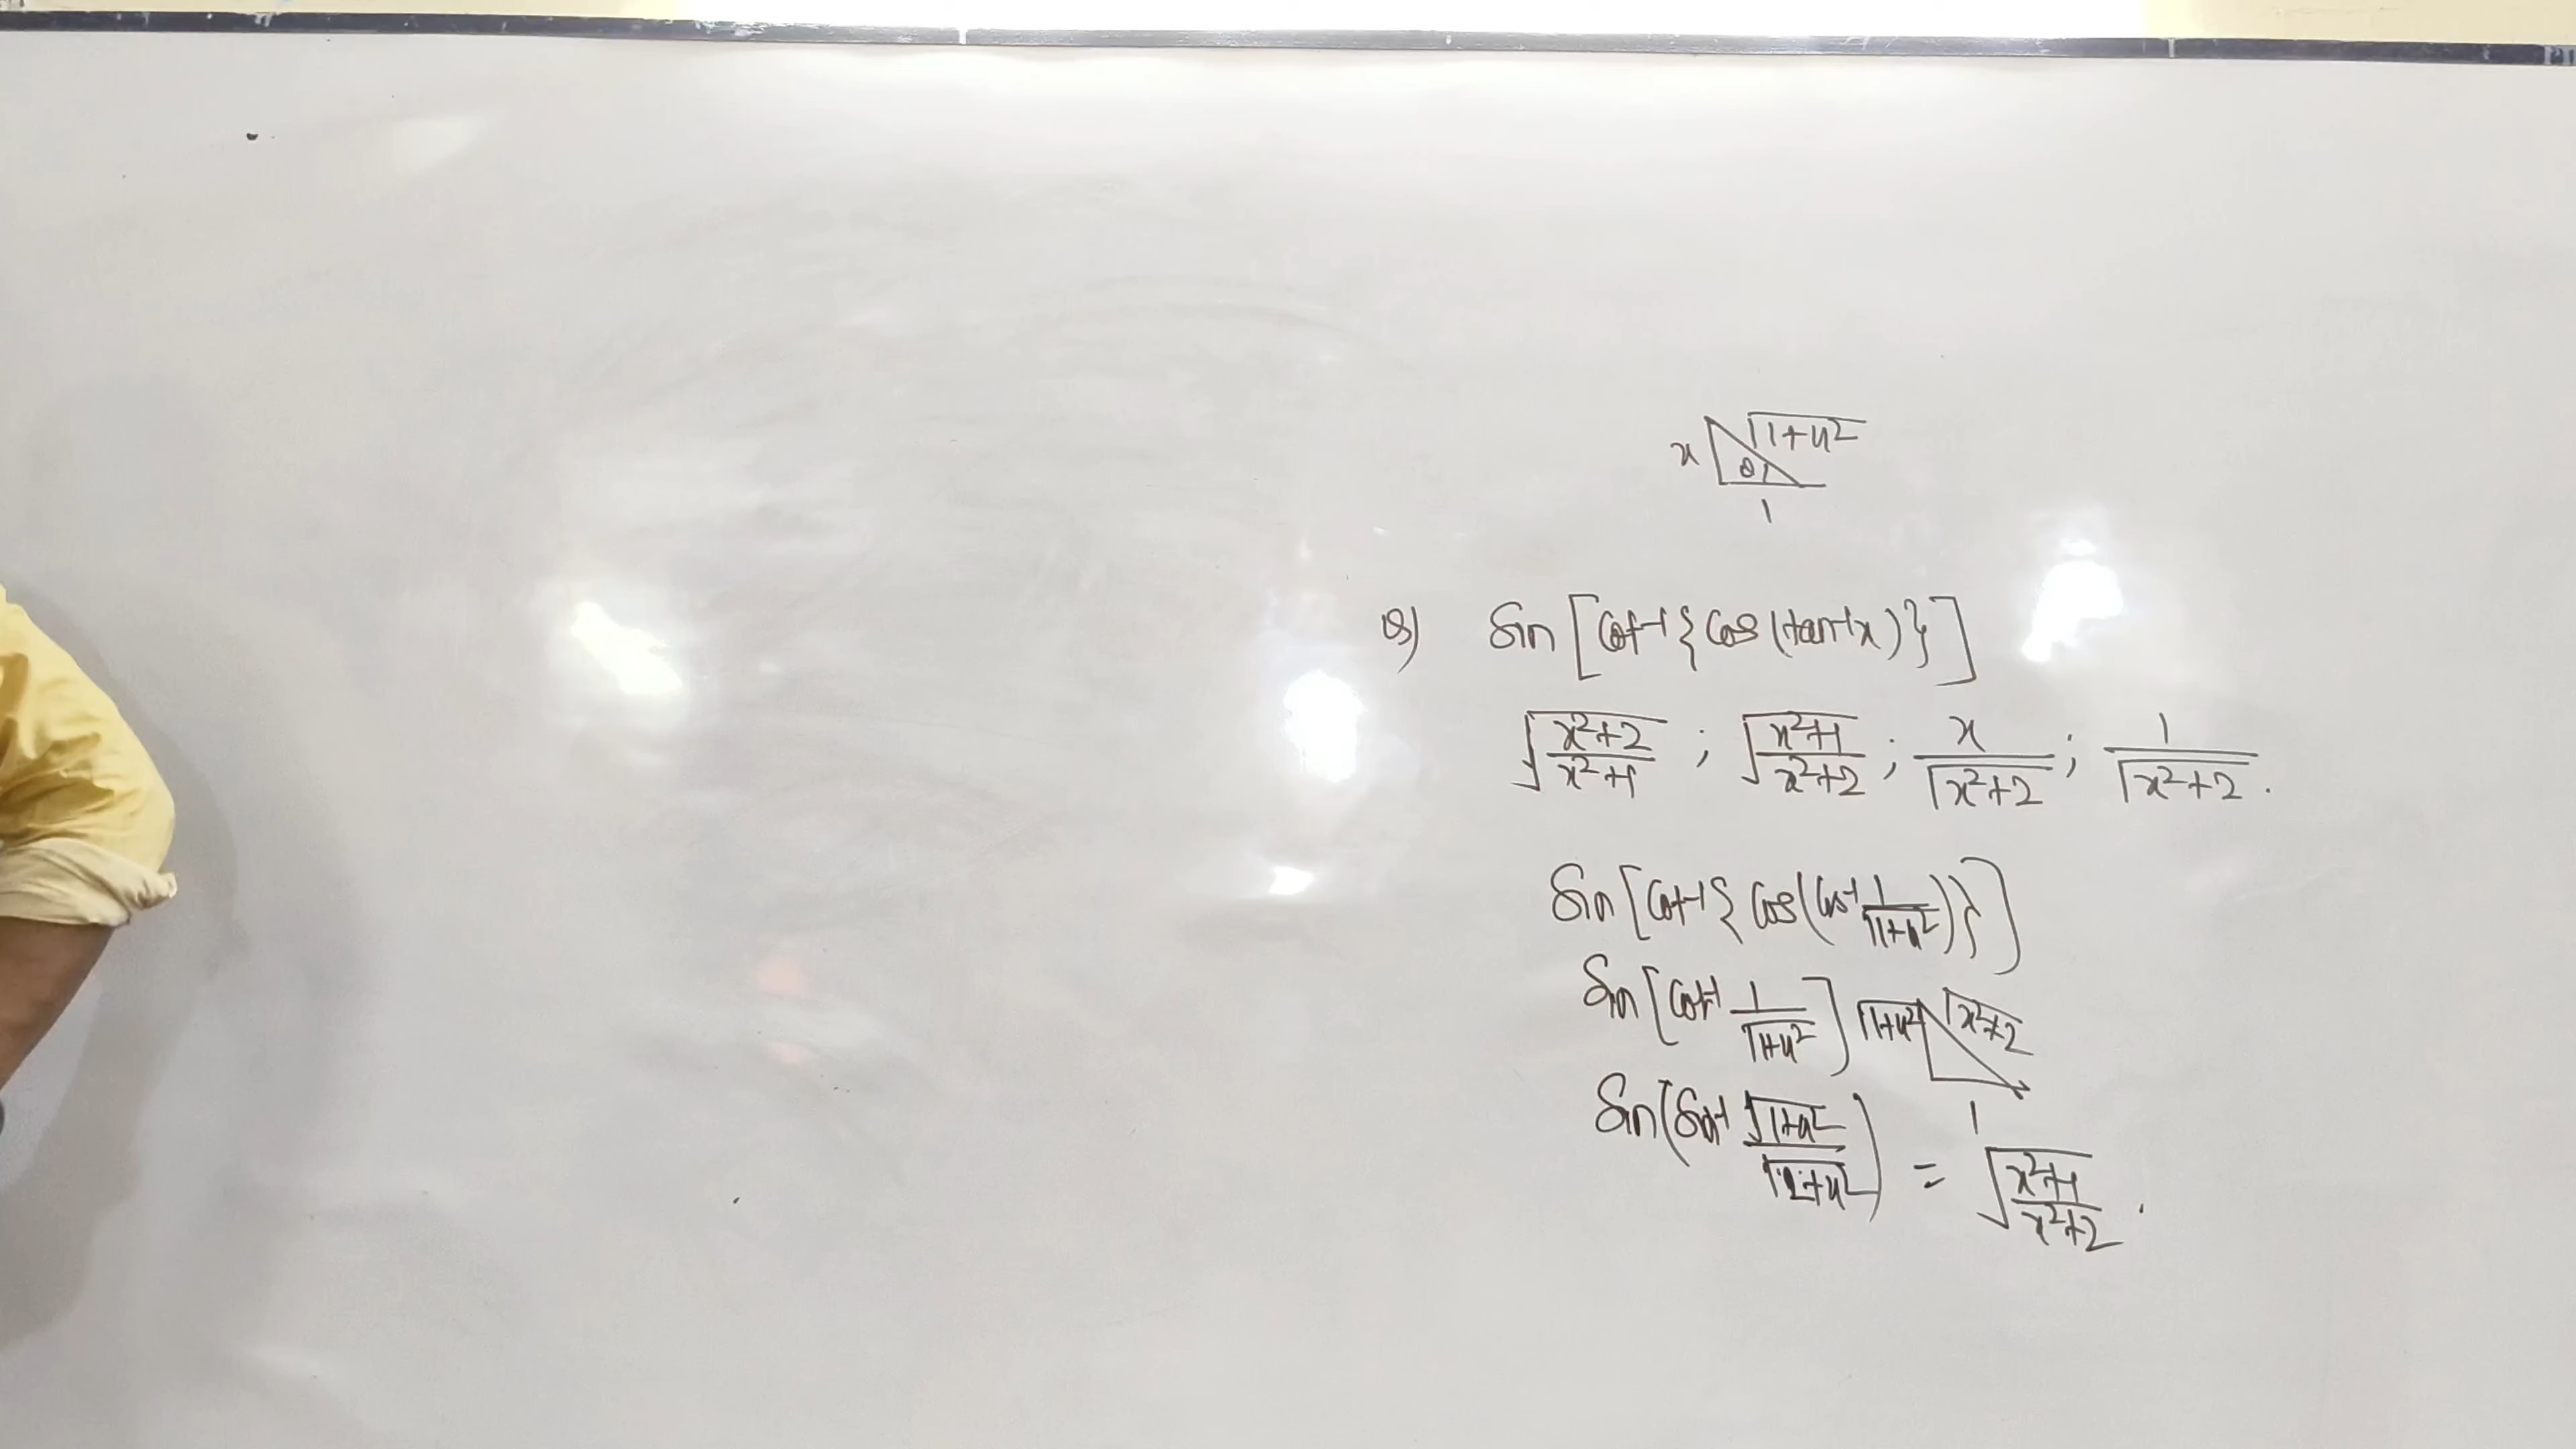 x √1+x²
θ
1
Q) Sin [Cot⁻¹ { Cos (tan⁻¹x) } ]
√(x²+2 / x²+1) ; √(x²+1 / x²+2) ; x / √x²+2 ; 1 / √x²+2 .
Sin [Cot⁻¹ { Cos (Cos⁻¹ 1 / √1+x² ) } ]
Sin [Cot⁻¹ 1 / √1+x² ] √1+x² √x²+2
1
Sin (Sin⁻¹ √1+x² / √2+x² ) = √(x²+1 / x²+2) .